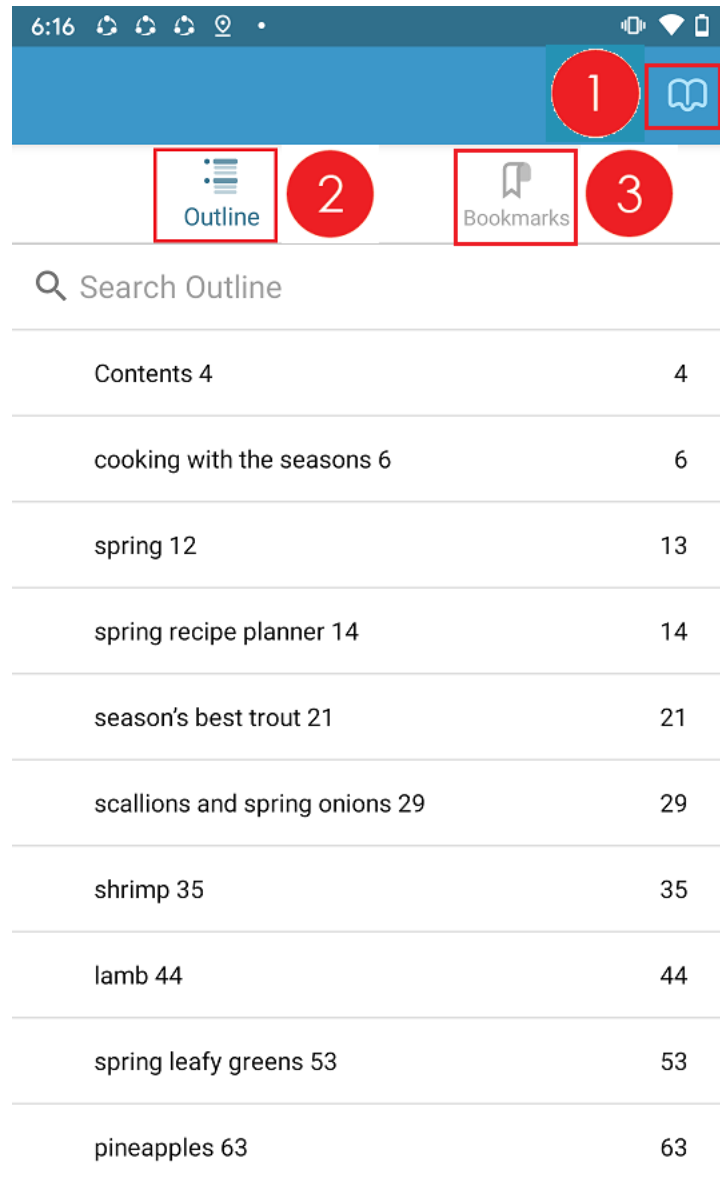 6:16
1
Outline 2 Bookmarks 3
Search Outline
Contents 4 4
cooking with the seasons 6 6
spring 12 13
spring recipe planner 14 14
season's best trout 21 21
scallions and spring onions 29 29
shrimp 35 35
lamb 44 44
spring leafy greens 53 53
pineapples 63 63